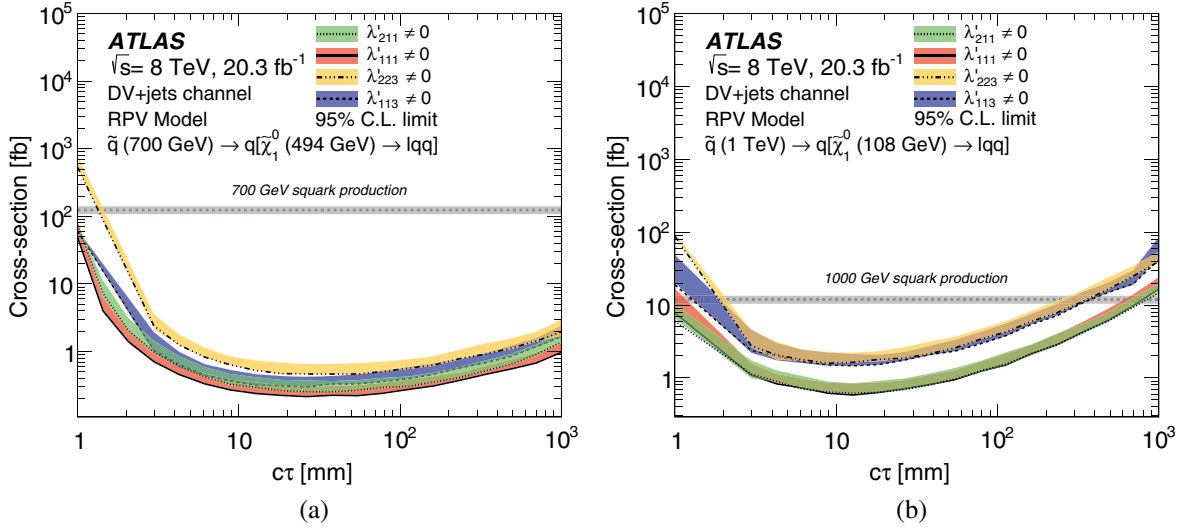 10⁵
10⁴
10³
10²
10
1
Cross-section [fb]
ATLAS
√s= 8 TeV, 20.3 fb⁻¹
DV+jets channel
RPV Model
q̃ (700 GeV) → q[χ̃₁⁰ (494 GeV) → lqq]
λ'₂₁₁ ≠ 0
λ'₁₁₁ ≠ 0
λ'₂₂₃ ≠ 0
λ'₁₁₃ ≠ 0
95% C.L. limit
700 GeV squark production
1 10 10² 10³
cτ [mm]
(a)
10⁵
10⁴
10³
10²
10
1
Cross-section [fb]
ATLAS
√s= 8 TeV, 20.3 fb⁻¹
DV+jets channel
RPV Model
q̃ (1 TeV) → q[χ̃₁⁰ (108 GeV) → lqq]
λ'₂₁₁ ≠ 0
λ'₁₁₁ ≠ 0
λ'₂₂₃ ≠ 0
λ'₁₁₃ ≠ 0
95% C.L. limit
1000 GeV squark production
1 10 10² 10³
cτ [mm]
(b)